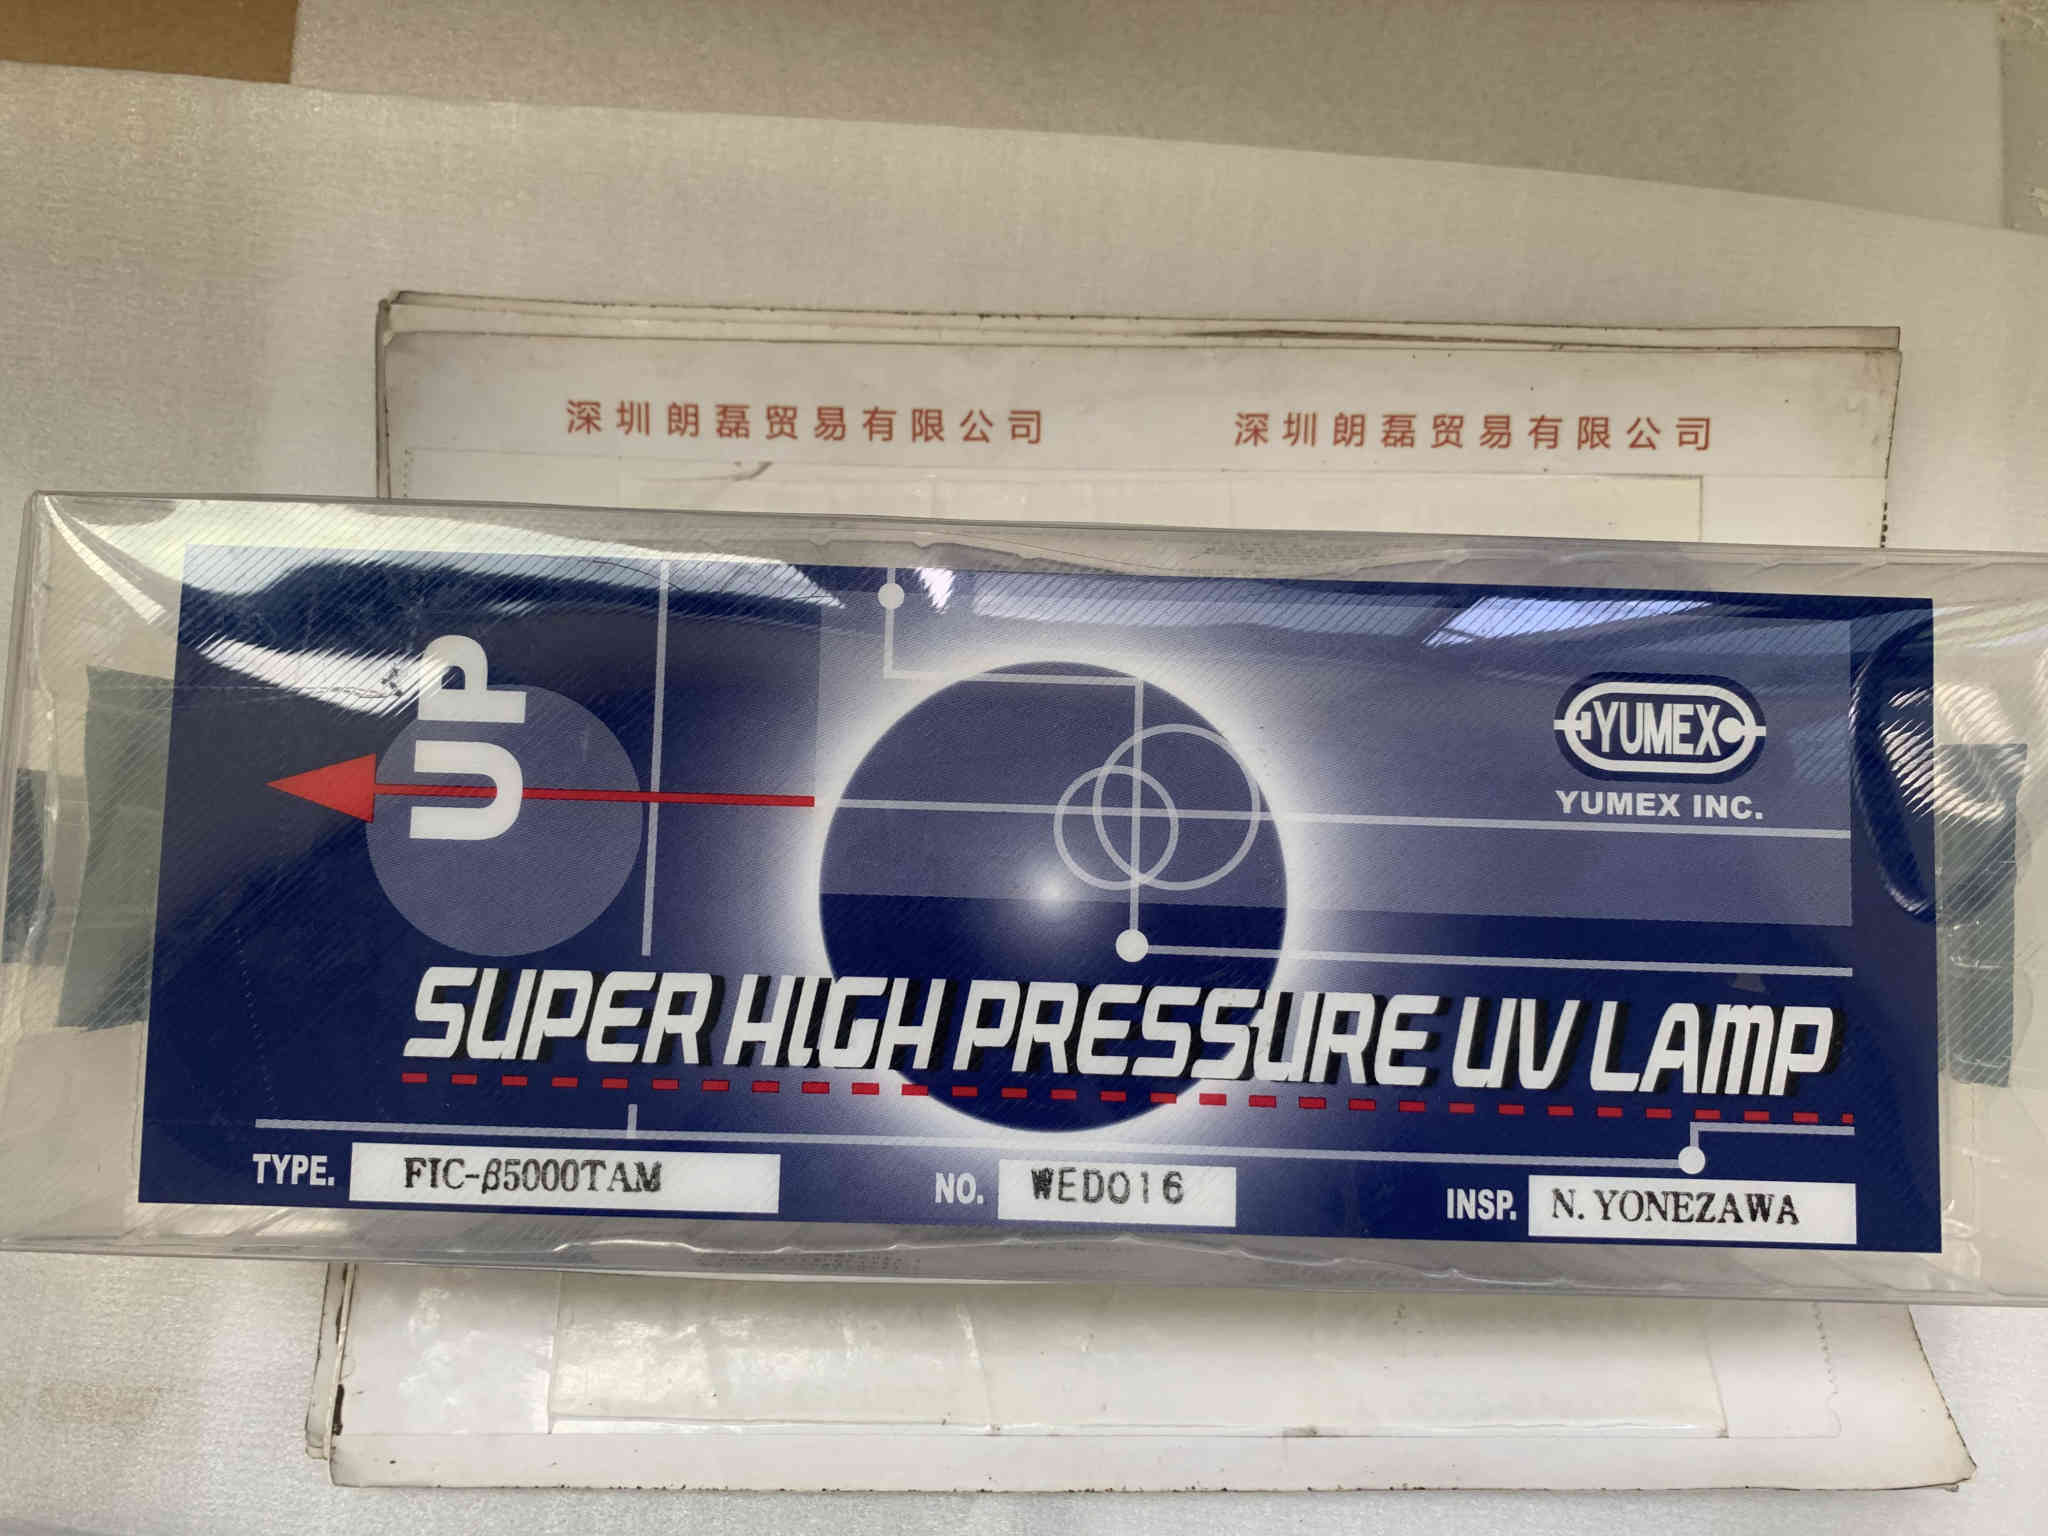 深圳朗磊贸易有限公司 深圳朗磊贸易有限公司
UP
YUMEX
YUMEX INC.
SUPER HIGH PRESSURE UV LAMP
TYPE. FIC-β5000TAM NO. WED016 INSP. N. YONEZAWA